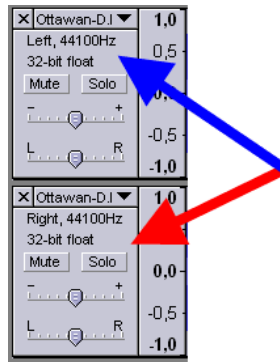 × Ottawan-D.l ▼ 1,0
Left, 44100Hz 0,5
32-bit float
Mute Solo
- + -0,5
L R -1,0
× Ottawan-D.l ▼ 1,0
Right, 44100Hz
32-bit float
Mute Solo 0,0
- + -0,5
L R -1,0